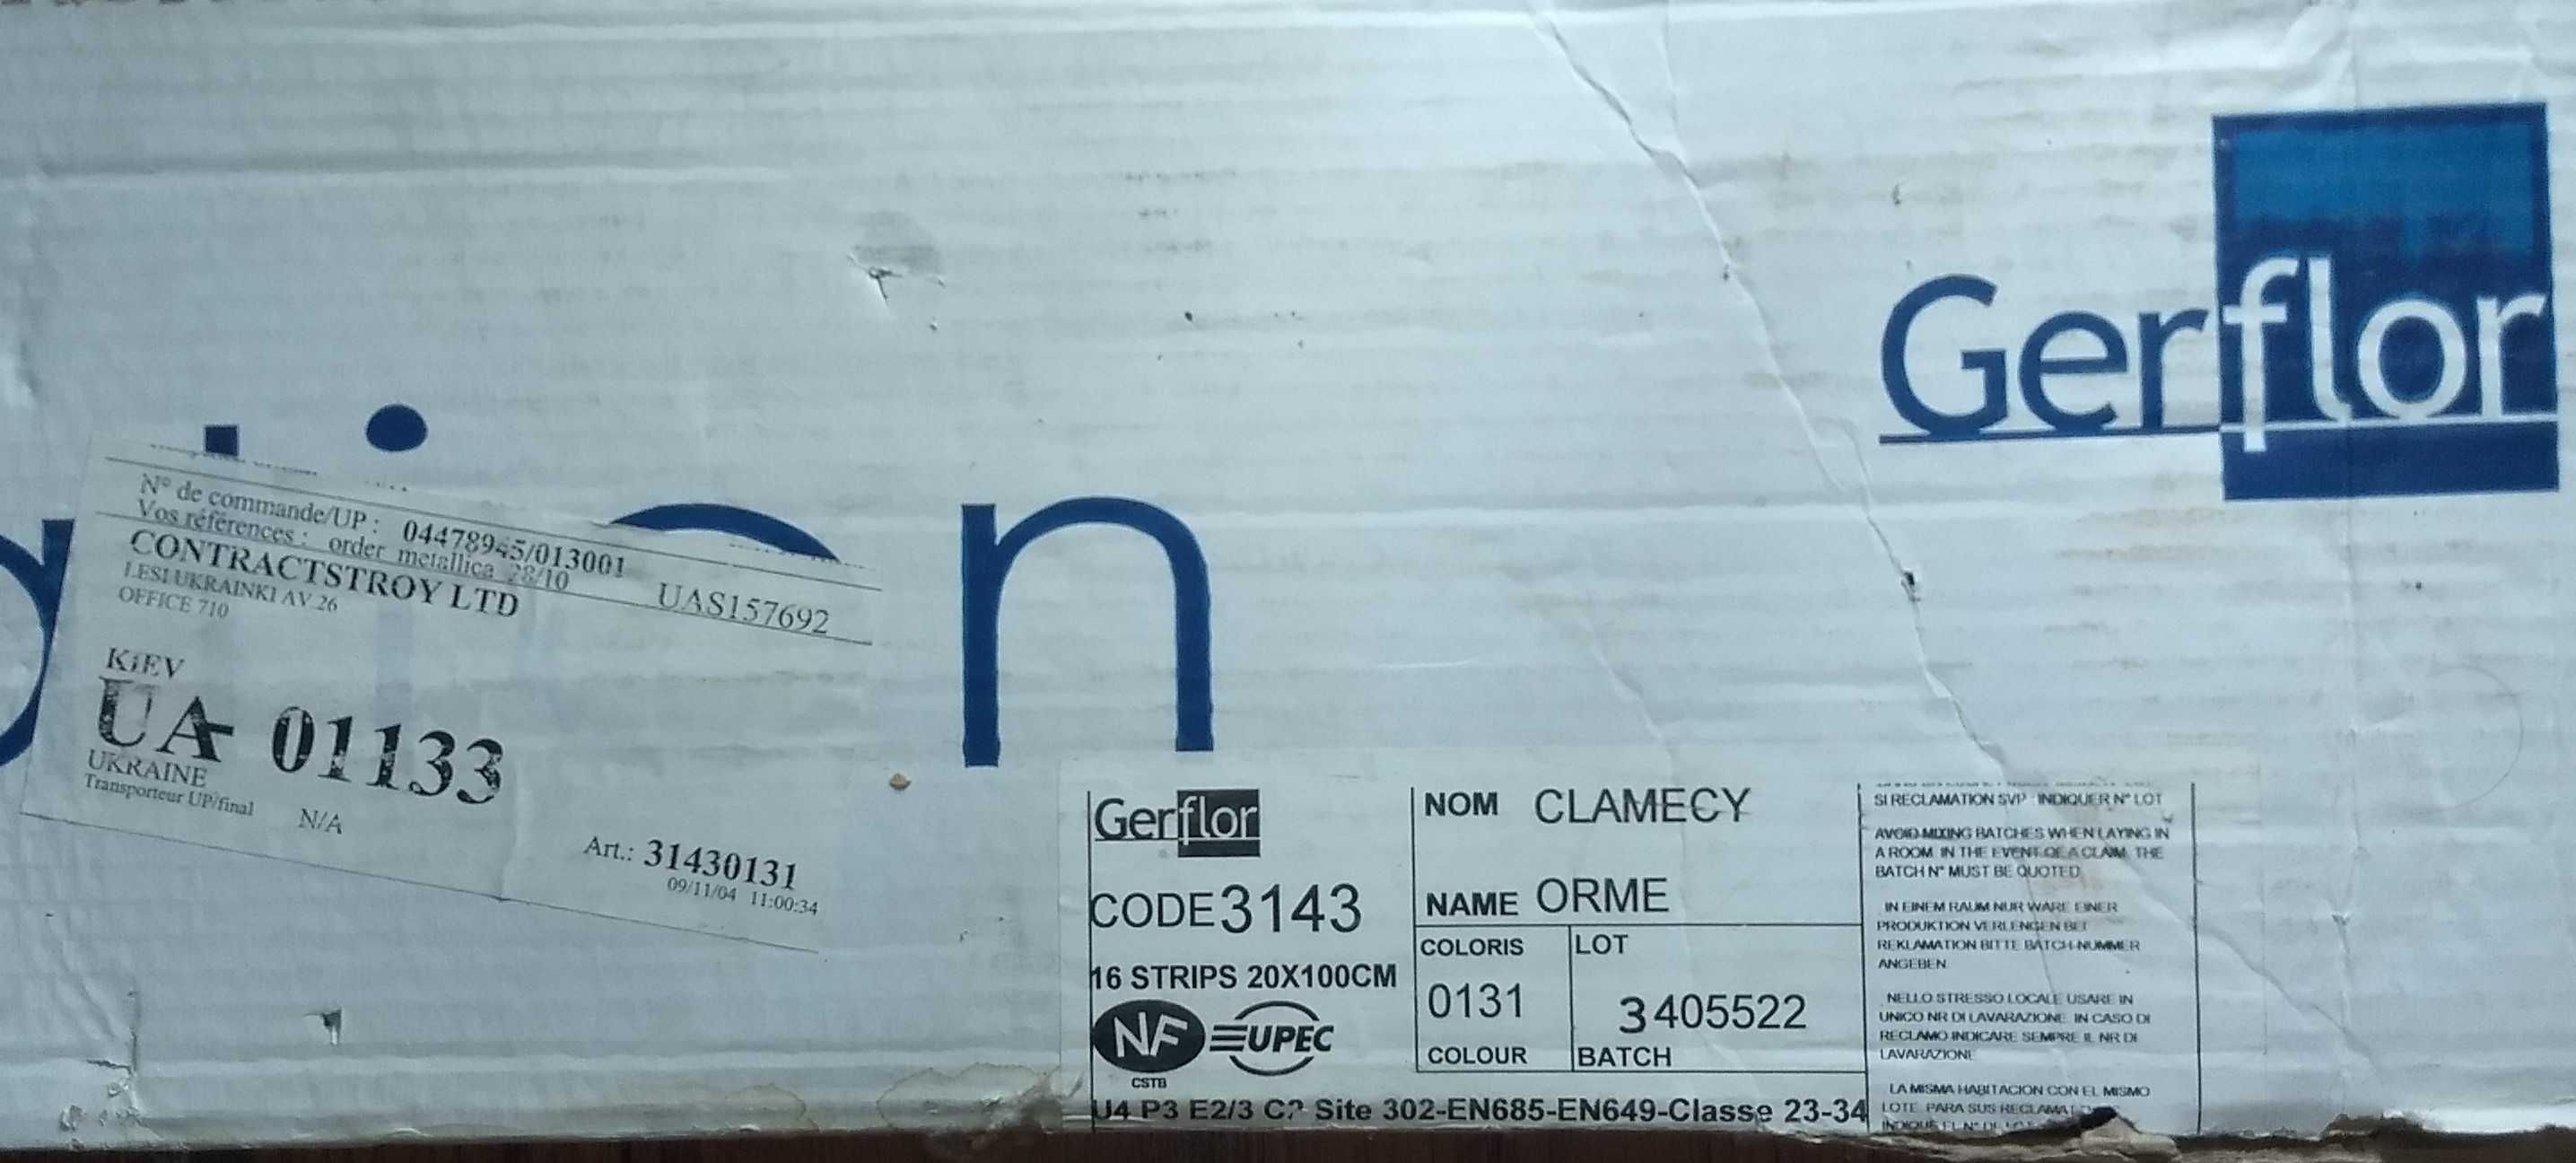 Gerflor
n
N° de commande/UP : 04478945/013001
Vos références : order metallica 28/10 UAS157692
CONTRACTSTROY LTD
LESI UKRAINKI AV 26
OFFICE 710
KiEV
UA- 01133
UKRAINE
Transporteur UP/final N/A
Art.: 31430131
09/11/04 11:00:34
Gerflor
CODE 3143
16 STRIPS 20X100CM
NF
CSTB
UPEC
NOM CLAMECY
NAME ORME
COLORIS
0131
COLOUR
LOT
3405522
BATCH
U4 P3 E2/3 C2 Site 302-EN685-EN649-Classe 23-34
SI RECLAMATION SVP INDIQUER N° LOT
AVOID MIXING BATCHES WHEN LAYING IN
A ROOM IN THE EVENT OF A CLAIM THE
BATCH N° MUST BE QUOTED
IN EINEM RAUM NUR WARE EINER
PRODUKTION VERLENGEN BEI
REKLAMATION BITTE BATCH-NUMMER
ANGEBEN
NELLO STRESSO LOCALE USARE IN
UNICO NR DI LAVARAZIONE IN CASO DI
RECLAMO INDICARE SEMPRE IL NR DI
LAVARAZIONE
LA MISMA HABITACION CON EL MISMO
LOTE PARA SUS
INDIQUE EL N° DE